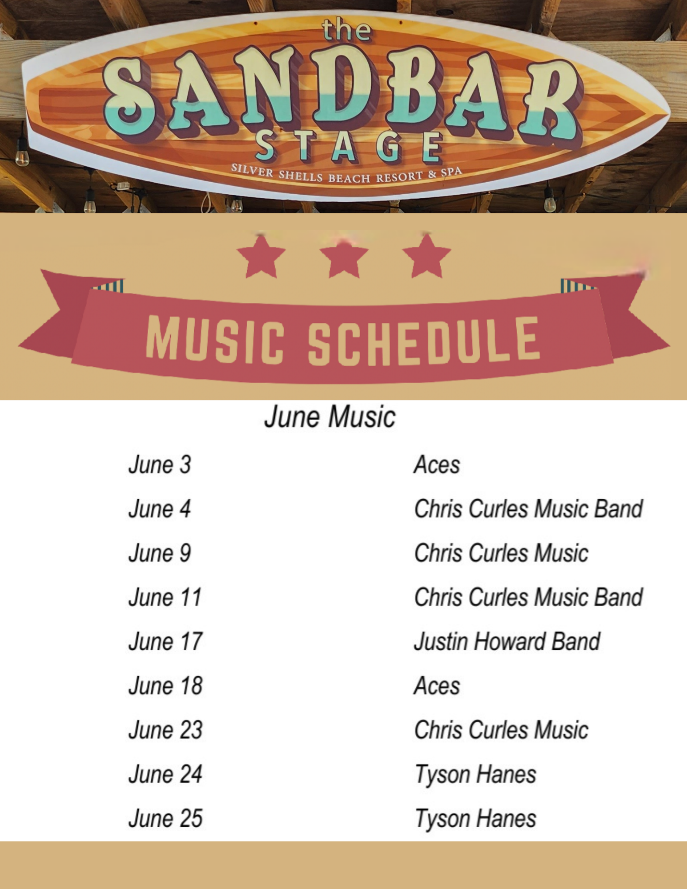 the
SANDBAR
STAGE
SILVER SHELLS BEACH RESORT & SPA
MUSIC SCHEDULE
June Music
June 3 Aces
June 4 Chris Curles Music Band
June 9 Chris Curles Music
June 11 Chris Curles Music Band
June 17 Justin Howard Band
June 18 Aces
June 23 Chris Curles Music
June 24 Tyson Hanes
June 25 Tyson Hanes